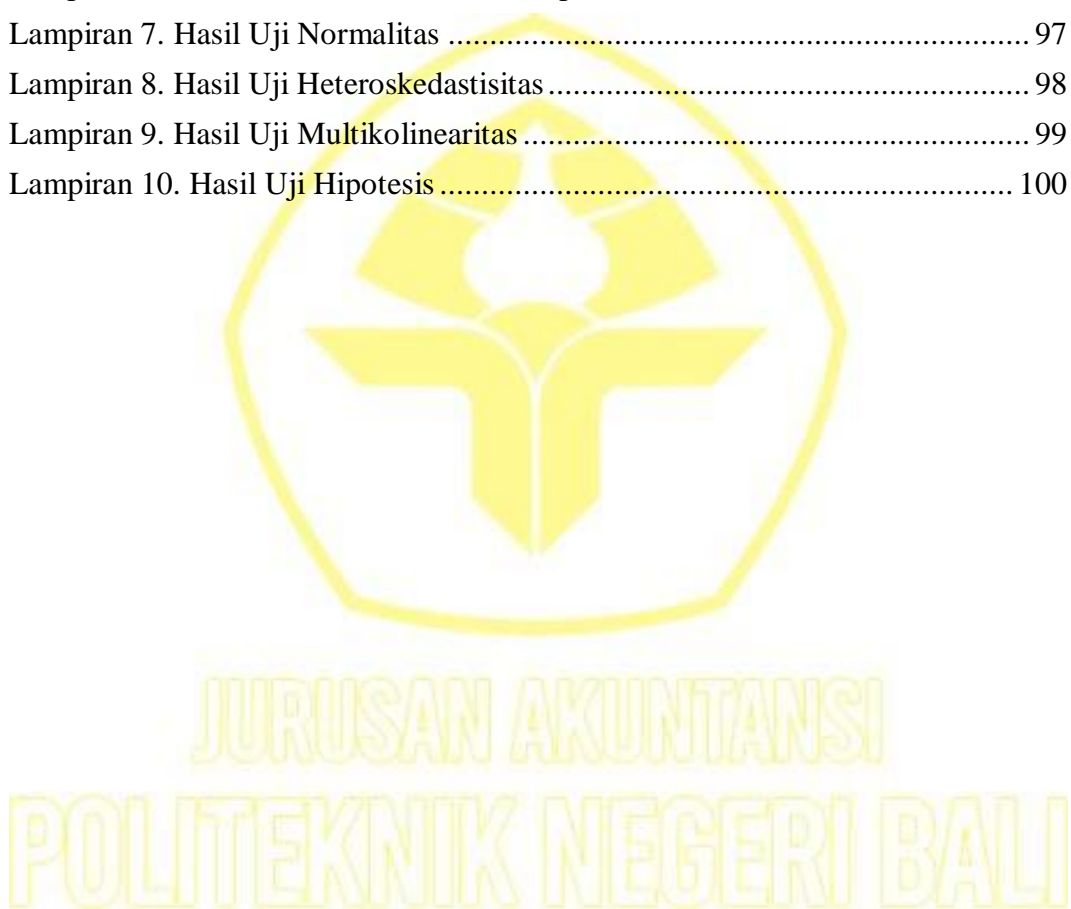 Lampiran 7. Hasil Uji Normalitas ....................................................................... 97
Lampiran 8. Hasil Uji Heteroskedastisitas ........................................................... 98
Lampiran 9. Hasil Uji Multikolinearitas .............................................................. 99
Lampiran 10. Hasil Uji Hipotesis ...................................................................... 100
JURUSAN AKUNTANSI
POLITEKNIK NEGERI BALI